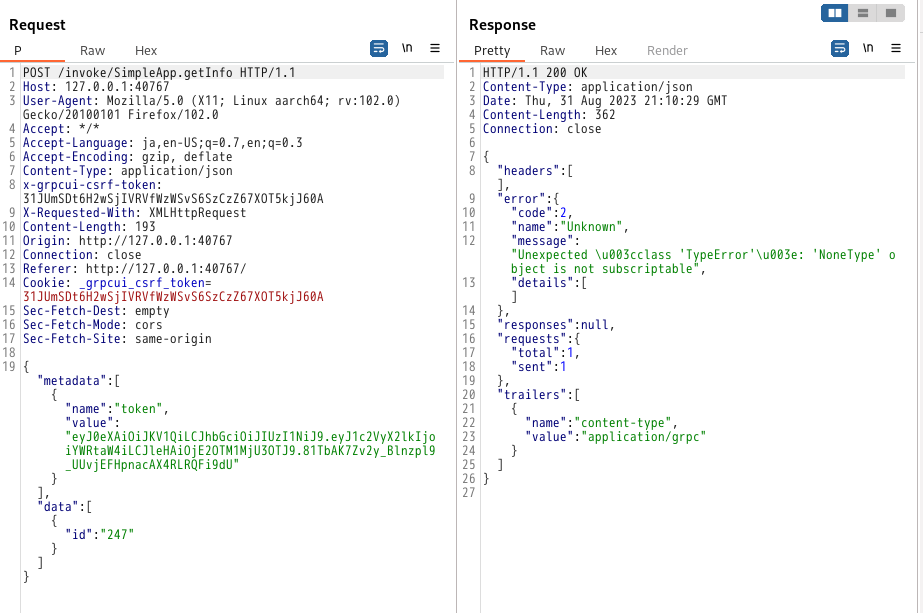 Request
P Raw Hex \n
1 POST /invoke/SimpleApp.getInfo HTTP/1.1
2 Host: 127.0.0.1:40767
3 User-Agent: Mozilla/5.0 (X11; Linux aarch64; rv:102.0)
Gecko/20100101 Firefox/102.0
4 Accept: */*
5 Accept-Language: ja,en-US;q=0.7,en;q=0.3
6 Accept-Encoding: gzip, deflate
7 Content-Type: application/json
8 x-grpcui-csrf-token:
31JUmSDt6H2wSjIVRVfWzWSvS6SzCzZ67XOT5kjJ60A
9 X-Requested-With: XMLHttpRequest
10 Content-Length: 193
11 Origin: http://127.0.0.1:40767
12 Connection: close
13 Referer: http://127.0.0.1:40767/
14 Cookie: _grpcui_csrf_token=
31JUmSDt6H2wSjIVRVfWzWSvS6SzCzZ67XOT5kjJ60A
15 Sec-Fetch-Dest: empty
16 Sec-Fetch-Mode: cors
17 Sec-Fetch-Site: same-origin
18
19 {
"metadata":[
{
"name":"token",
"value":
"eyJ0eXAiOiJKV1QiLCJhbGciOiJIUzI1NiJ9.eyJ1c2VyX2lkIjo
iYWRtaW4iLCJleHAiOjE2OTM1MjU3OTJ9.81TbAK7Zv2y_Blnzpl9
_UUvjEFHpnacAX4RLRQFi9dU"
}
],
"data":[
{
"id":"247"
}
]
}
Response
Pretty Raw Hex Render \n
1 HTTP/1.1 200 OK
2 Content-Type: application/json
3 Date: Thu, 31 Aug 2023 21:10:29 GMT
4 Content-Length: 362
5 Connection: close
6
7 {
8 "headers":[
],
9 "error":{
10 "code":2,
11 "name":"Unknown",
12 "message":
"Unexpected \u003cclass 'TypeError'\u003e: 'NoneType' o
bject is not subscriptable",
13 "details":[
]
14 },
15 "responses":null,
16 "requests":{
17 "total":1,
18 "sent":1
19 },
20 "trailers":[
21 {
22 "name":"content-type",
23 "value":"application/grpc"
24 }
25 ]
26 }
27